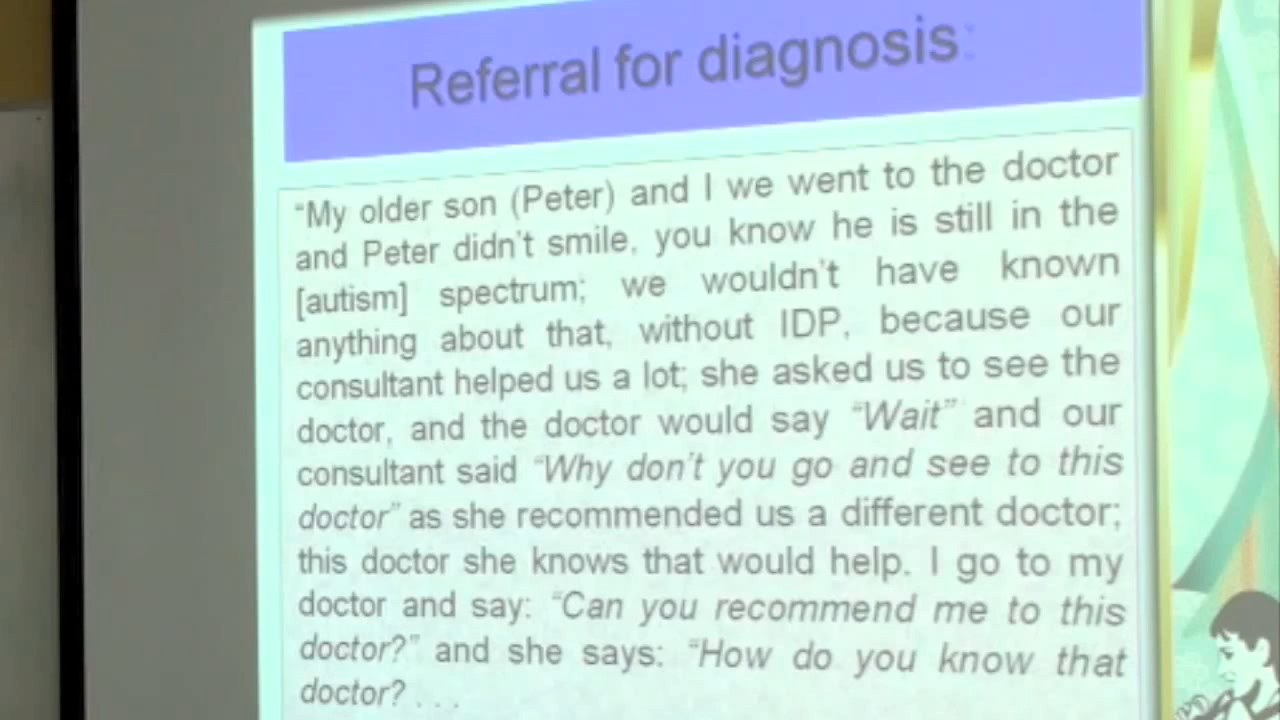 Referral for diagnosis:
“My older son (Peter) and I we went to the doctor
and Peter didn't smile, you know he is still in the
[autism] spectrum; we wouldn't have known
anything about that, without IDP, because our
consultant helped us a lot; she asked us to see the
doctor, and the doctor would say “Wait” and our
consultant said “Why don't you go and see to this
doctor” as she recommended us a different doctor;
this doctor she knows that would help. I go to my
doctor and say: “Can you recommend me to this
doctor?” and she says: “How do you know that
doctor? . . .